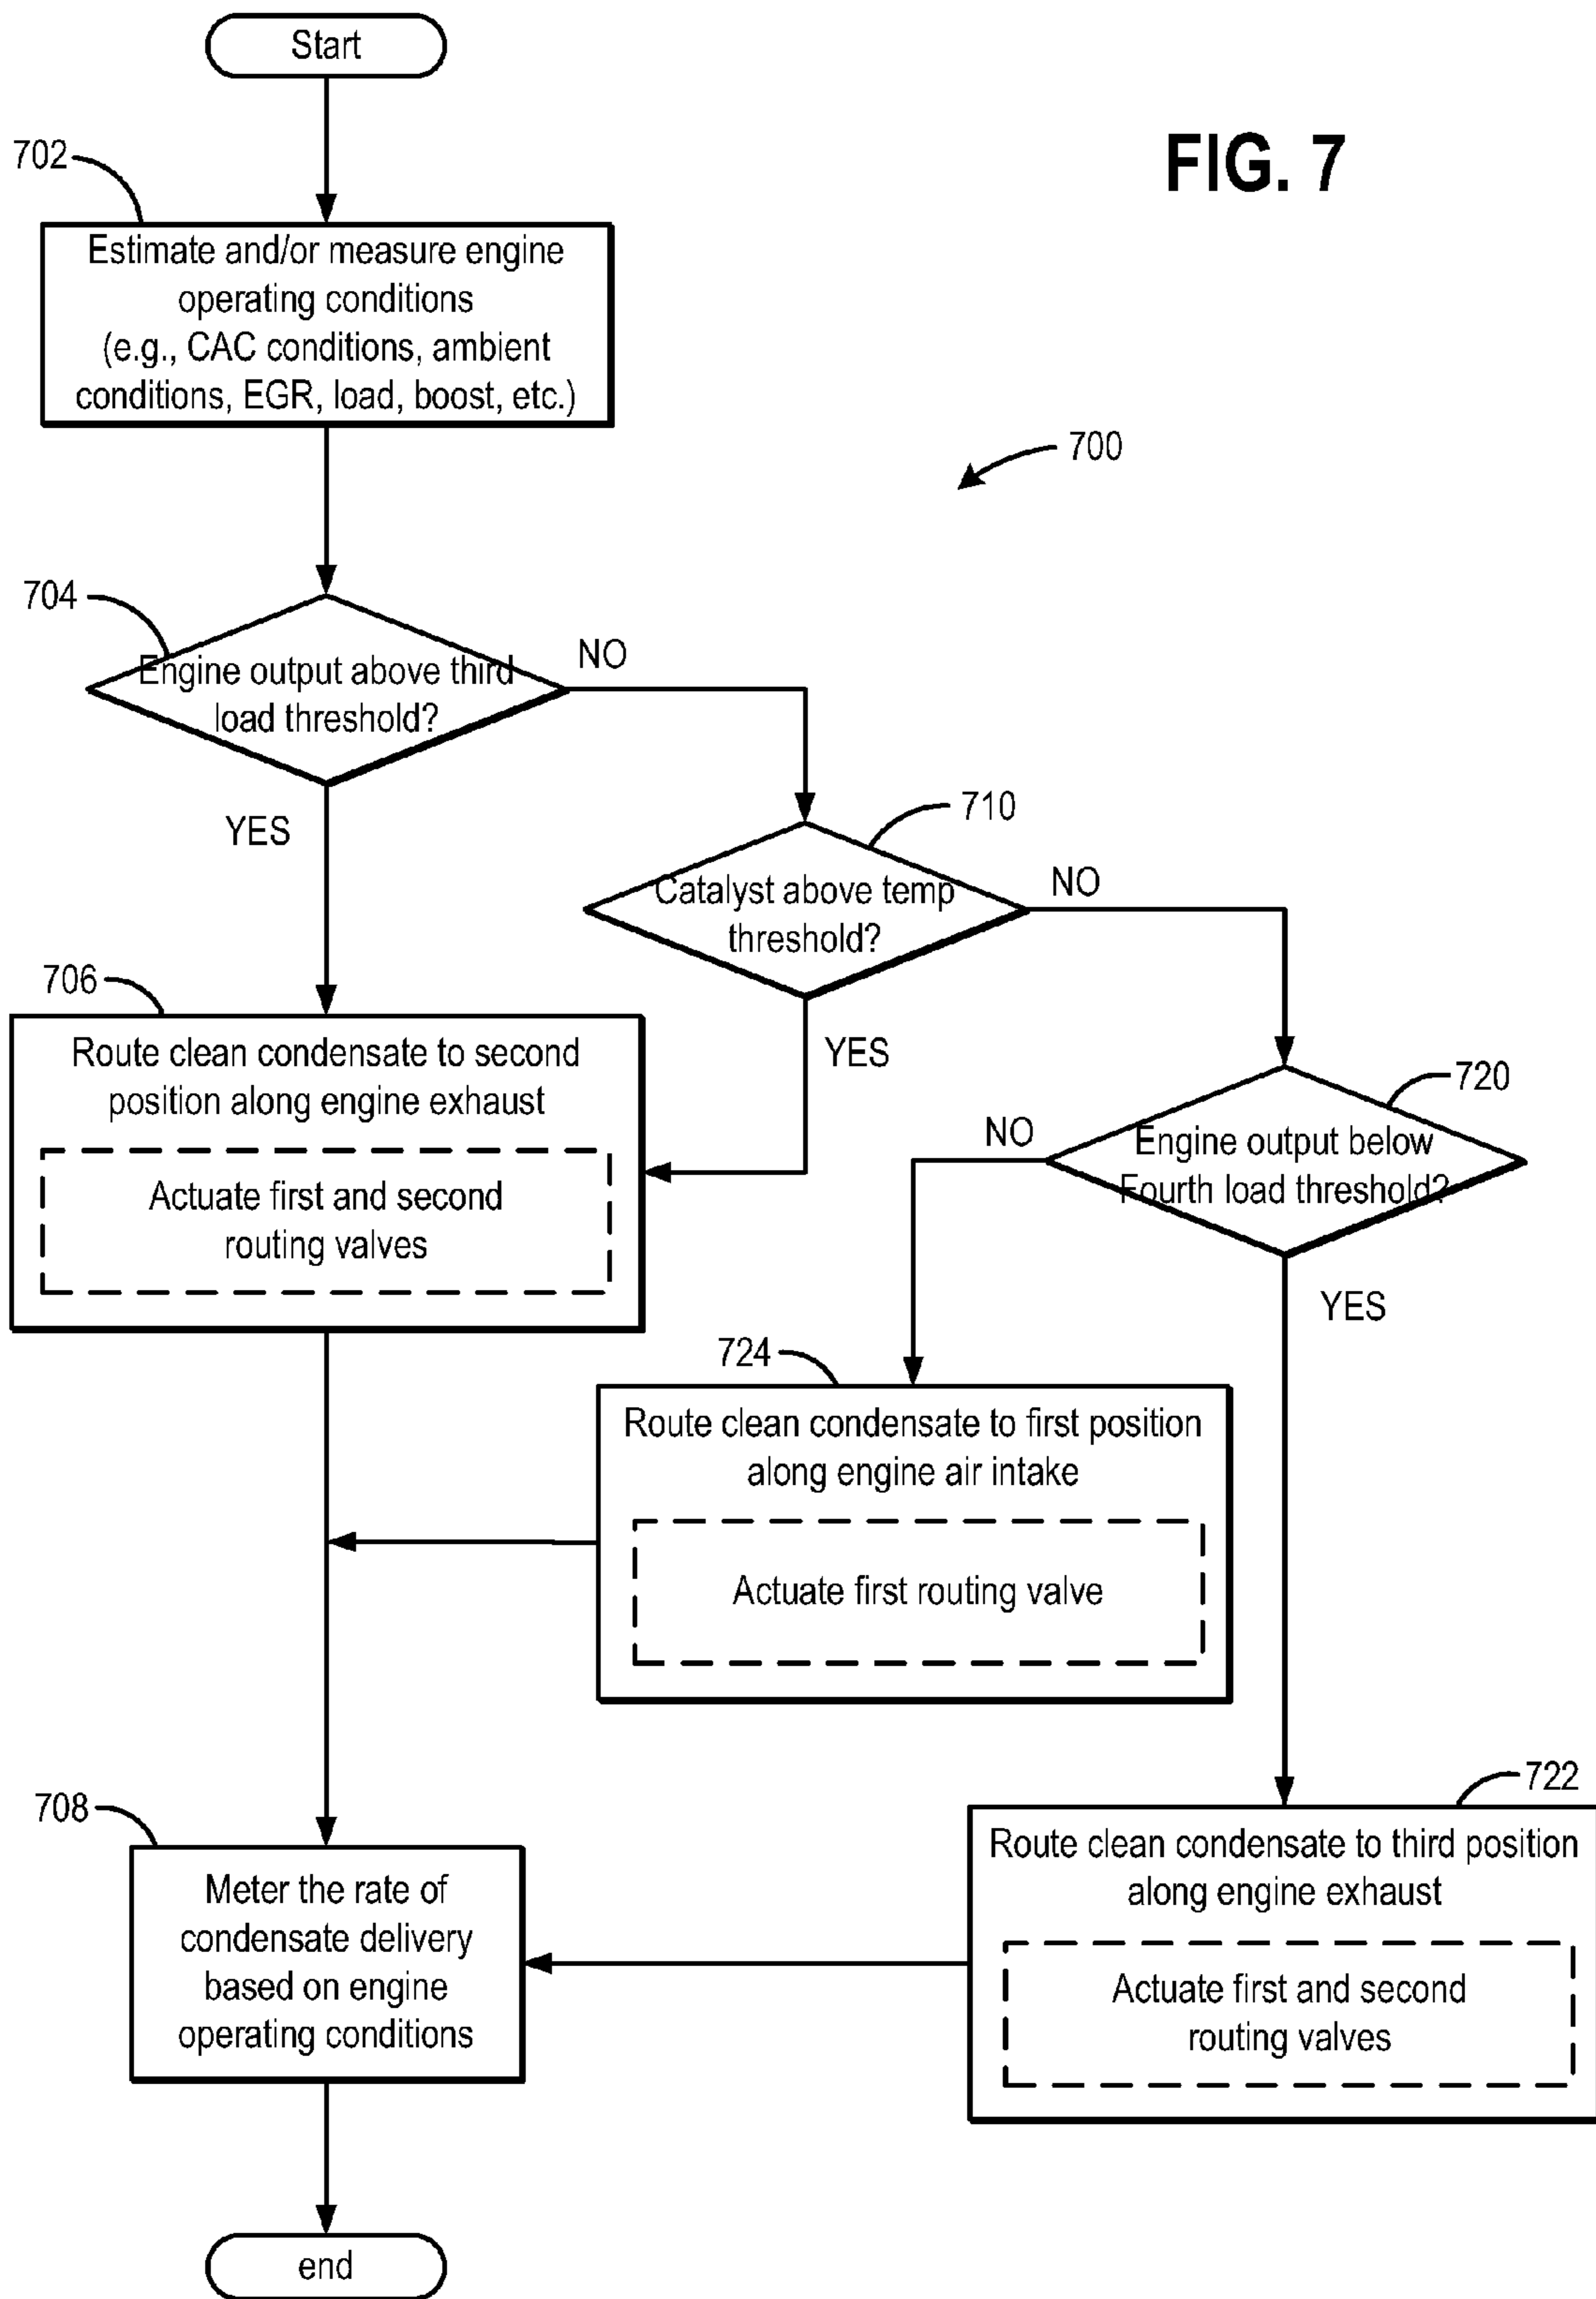 Start
FIG. 7
702
Estimate and/or measure engine
operating conditions
(e.g., CAC conditions, ambient
conditions, EGR, load, boost, etc.)
700
704
Engine output above third
load threshold?
NO
YES
710
Catalyst above temp
threshold?
NO
YES
706
Route clean condensate to second
position along engine exhaust
Actuate first and second
routing valves
720
Engine output below
Fourth load threshold?
NO
YES
724
Route clean condensate to first position
along engine air intake
Actuate first routing valve
722
Route clean condensate to third position
along engine exhaust
Actuate first and second
routing valves
708
Meter the rate of
condensate delivery
based on engine
operating conditions
end